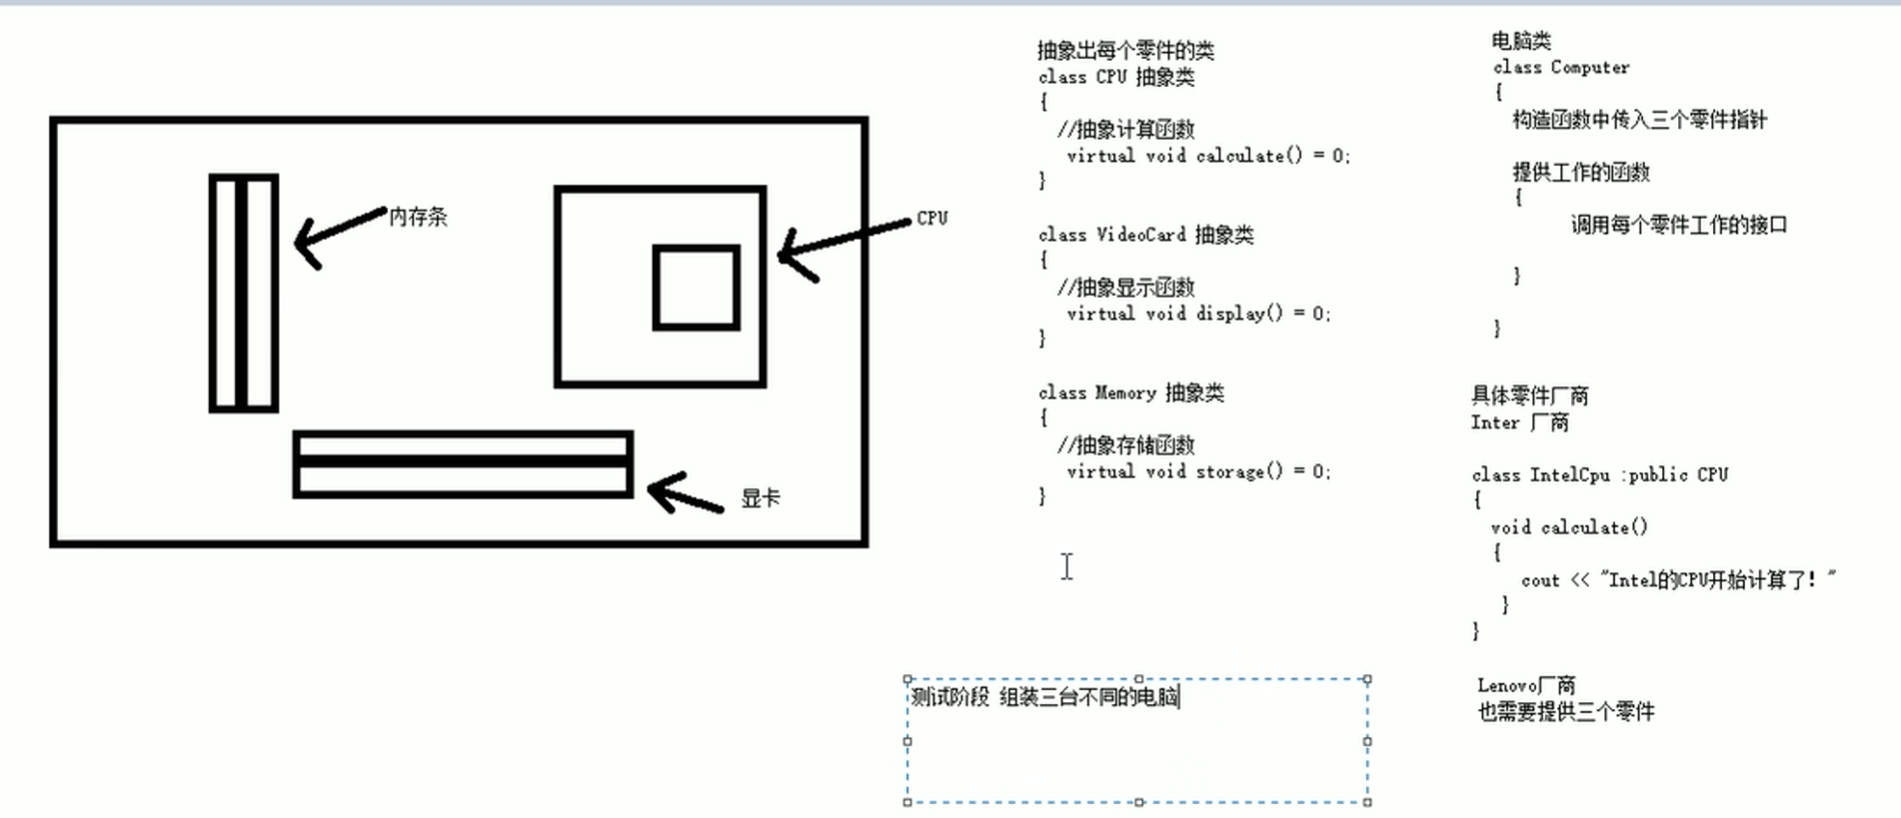 内存条
CPU
显卡
抽象出每个零件的类
class CPU 抽象类
{
//抽象计算函数
virtual void calculate() = 0;
}
class VideoCard 抽象类
{
//抽象显示函数
virtual void display() = 0;
}
class Memory 抽象类
{
//抽象存储函数
virtual void storage() = 0;
}
测试阶段 组装三台不同的电脑
电脑类
class Computer
{
构造函数中传入三个零件指针
提供工作的函数
{
调用每个零件工作的接口
}
}
具体零件厂商
Inter 厂商
class IntelCpu :public CPU
{
void calculate()
{
cout << "Intel的CPU开始计算了! "
}
}
Lenovo厂商
也需要提供三个零件